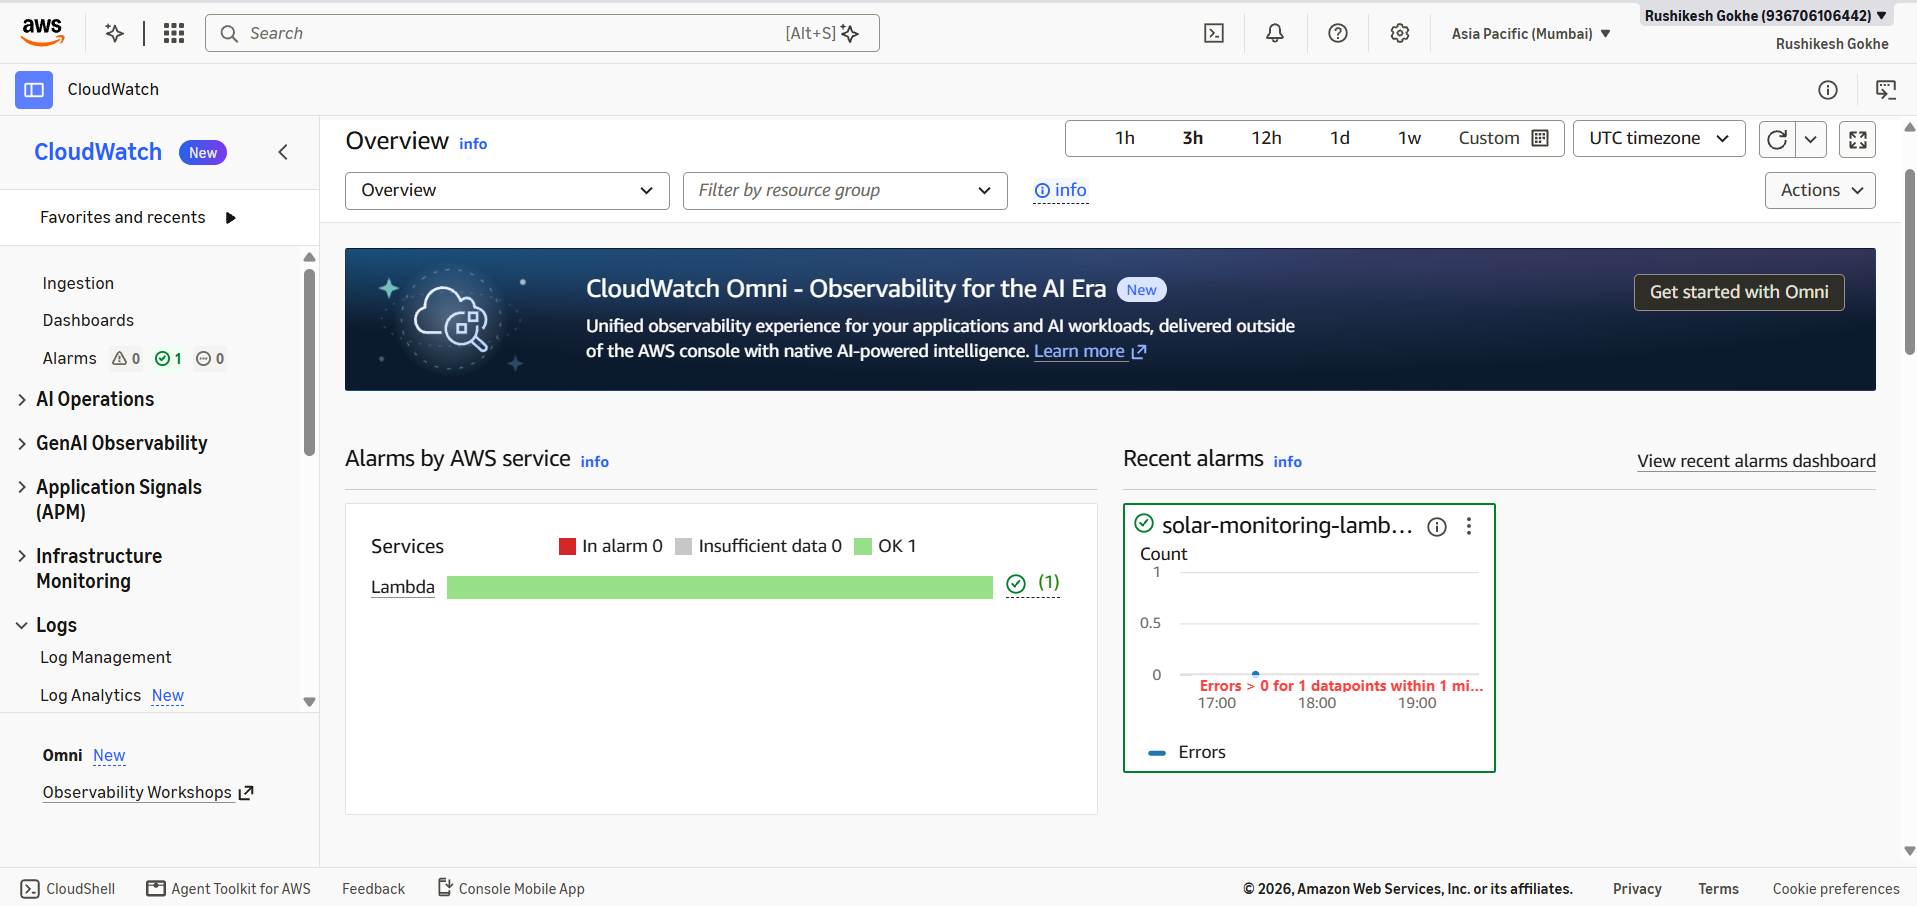 aws
Search [Alt+S]
Asia Pacific (Mumbai)
Rushikesh Gokhe (936706106442)
Rushikesh Gokhe
CloudWatch
CloudWatch New
Favorites and recents
Ingestion
Dashboards
Alarms 0 1 0
AI Operations
GenAI Observability
Application Signals
(APM)
Infrastructure
Monitoring
Logs
Log Management
Log Analytics New
Omni New
Observability Workshops
Overview info
1h 3h 12h 1d 1w Custom
UTC timezone
Overview
Filter by resource group
info
Actions
CloudWatch Omni - Observability for the AI Era New
Unified observability experience for your applications and AI workloads, delivered outside
of the AWS console with native AI-powered intelligence. Learn more
Get started with Omni
Alarms by AWS service info
Services In alarm 0 Insufficient data 0 OK 1
Lambda (1)
Recent alarms info
View recent alarms dashboard
solar-monitoring-lamb...
Count
1
0.5
0
Errors > 0 for 1 datapoints within 1 mi...
17:00 18:00 19:00
Errors
CloudShell Agent Toolkit for AWS Feedback Console Mobile App
© 2026, Amazon Web Services, Inc. or its affiliates. Privacy Terms Cookie preferences